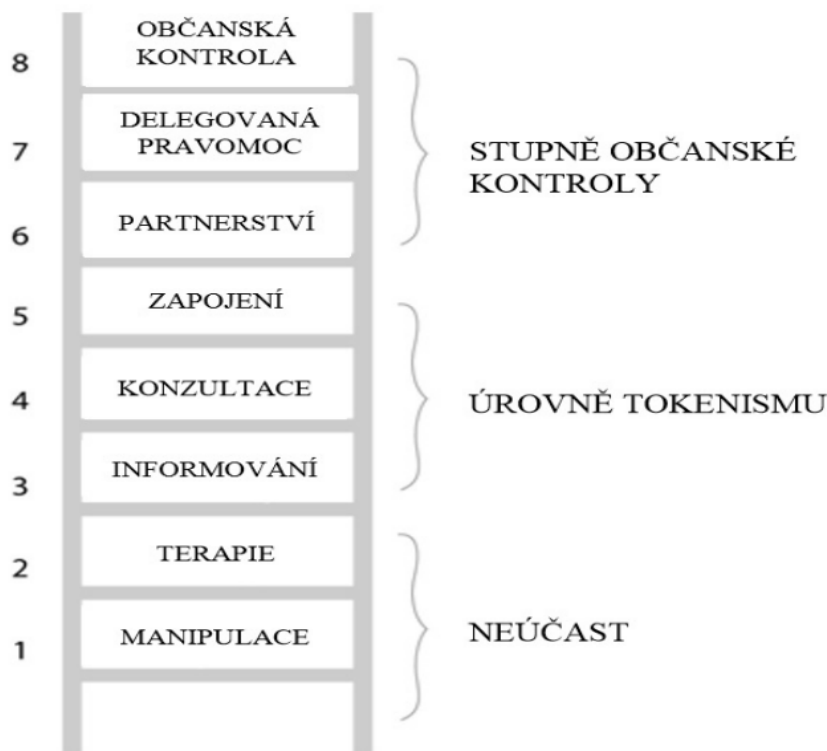 8
OBČANSKÁ
KONTROLA
7
DELEGOVANÁ
PRAVOMOC
STUPNĚ OBČANSKÉ
KONTROLY
6
PARTNERSTVÍ
5
ZAPOJENÍ
4
KONZULTACE
ÚROVNĚ TOKENISMU
3
INFORMOVÁNÍ
2
TERAPIE
1
MANIPULACE
NEÚČAST